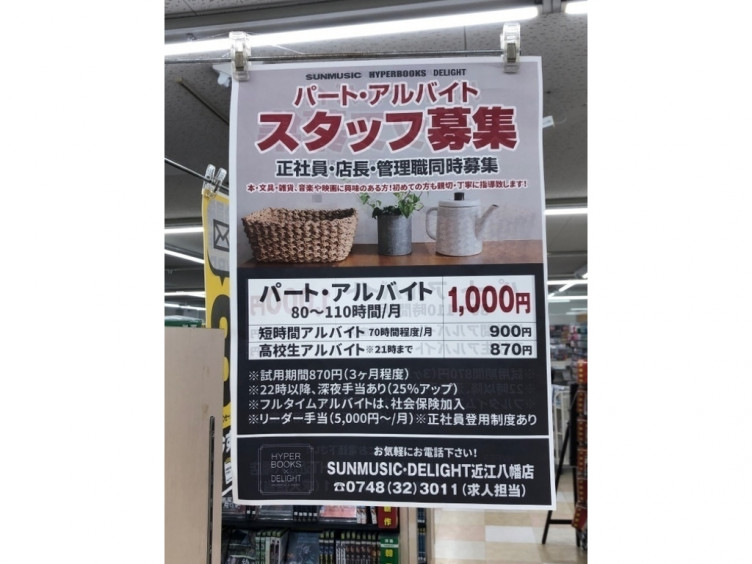 SUNMUSIC HYPERBOOKS DELIGHT
パート・アルバイト
スタッフ募集
正社員・店長・管理職同時募集
本・文具・雑貨、音楽や映画に興味のある方!初めての方も親切・丁寧に指導致します!
パート・アルバイト 1,000円
80〜110時間/月
短時間アルバイト 70時間程度/月 900円
高校生アルバイト ※21時まで 870円
※試用期間870円(3ヶ月程度)
※22時以降、深夜手当あり(25%アップ)
※フルタイムアルバイトは、社会保険加入
※リーダー手当(5,000円〜/月)※正社員登用制度あり
HYPER BOOKS × DELIGHT
お気軽にお電話下さい!
SUNMUSIC・DELIGHT近江八幡店
☎0748(32)3011(求人担当)